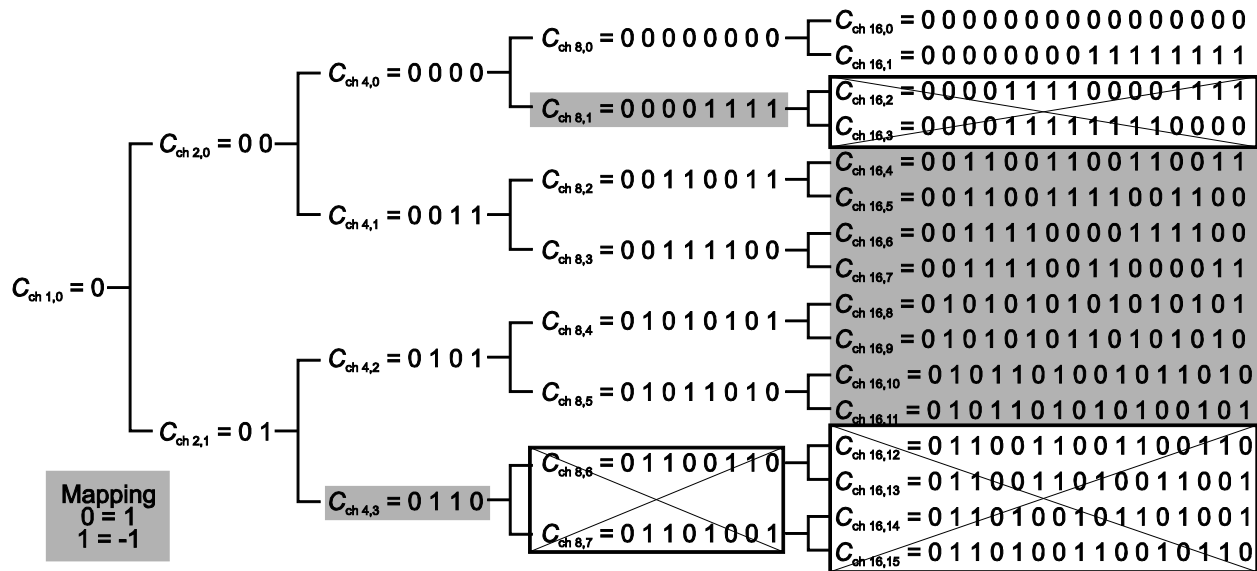 C ch 1,0 = 0
C ch 2,0 = 0 0
C ch 2,1 = 0 1
C ch 4,0 = 0 0 0 0
C ch 4,1 = 0 0 1 1
C ch 4,2 = 0 1 0 1
C ch 4,3 = 0 1 1 0
C ch 8,0 = 0 0 0 0 0 0 0 0
C ch 8,1 = 0 0 0 0 1 1 1 1
C ch 8,2 = 0 0 1 1 0 0 1 1
C ch 8,3 = 0 0 1 1 1 1 0 0
C ch 8,4 = 0 1 0 1 0 1 0 1
C ch 8,5 = 0 1 0 1 1 0 1 0
C ch 8,6 = 0 1 1 0 0 1 1 0
C ch 8,7 = 0 1 1 0 1 0 0 1
C ch 16,0 = 0 0 0 0 0 0 0 0 0 0 0 0 0 0 0 0
C ch 16,1 = 0 0 0 0 0 0 0 0 1 1 1 1 1 1 1 1
C ch 16,2 = 0 0 0 0 1 1 1 1 0 0 0 0 1 1 1 1
C ch 16,3 = 0 0 0 0 1 1 1 1 1 1 1 1 0 0 0 0
C ch 16,4 = 0 0 1 1 0 0 1 1 0 0 1 1 0 0 1 1
C ch 16,5 = 0 0 1 1 0 0 1 1 1 1 0 0 1 1 0 0
C ch 16,6 = 0 0 1 1 1 1 0 0 0 0 1 1 1 1 0 0
C ch 16,7 = 0 0 1 1 1 1 0 0 1 1 0 0 0 0 1 1
C ch 16,8 = 0 1 0 1 0 1 0 1 0 1 0 1 0 1 0 1
C ch 16,9 = 0 1 0 1 0 1 0 1 1 0 1 0 1 0 1 0
C ch 16,10 = 0 1 0 1 1 0 1 0 0 1 0 1 1 0 1 0
C ch 16,11 = 0 1 0 1 1 0 1 0 1 0 1 0 0 1 0 1
C ch 16,12 = 0 1 1 0 0 1 1 0 0 1 1 0 0 1 1 0
C ch 16,13 = 0 1 1 0 0 1 1 0 1 0 0 1 1 0 0 1
C ch 16,14 = 0 1 1 0 1 0 0 1 0 1 1 0 1 0 0 1
C ch 16,15 = 0 1 1 0 1 0 0 1 1 0 0 1 0 1 1 0
Mapping
0 = 1
1 = -1